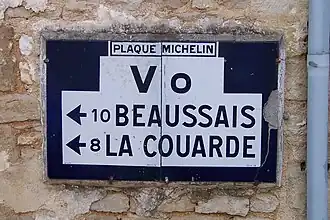 PLAQUE MICHELIN
Vo
← 10 BEAUSSAIS
← 8 LA COUARDE